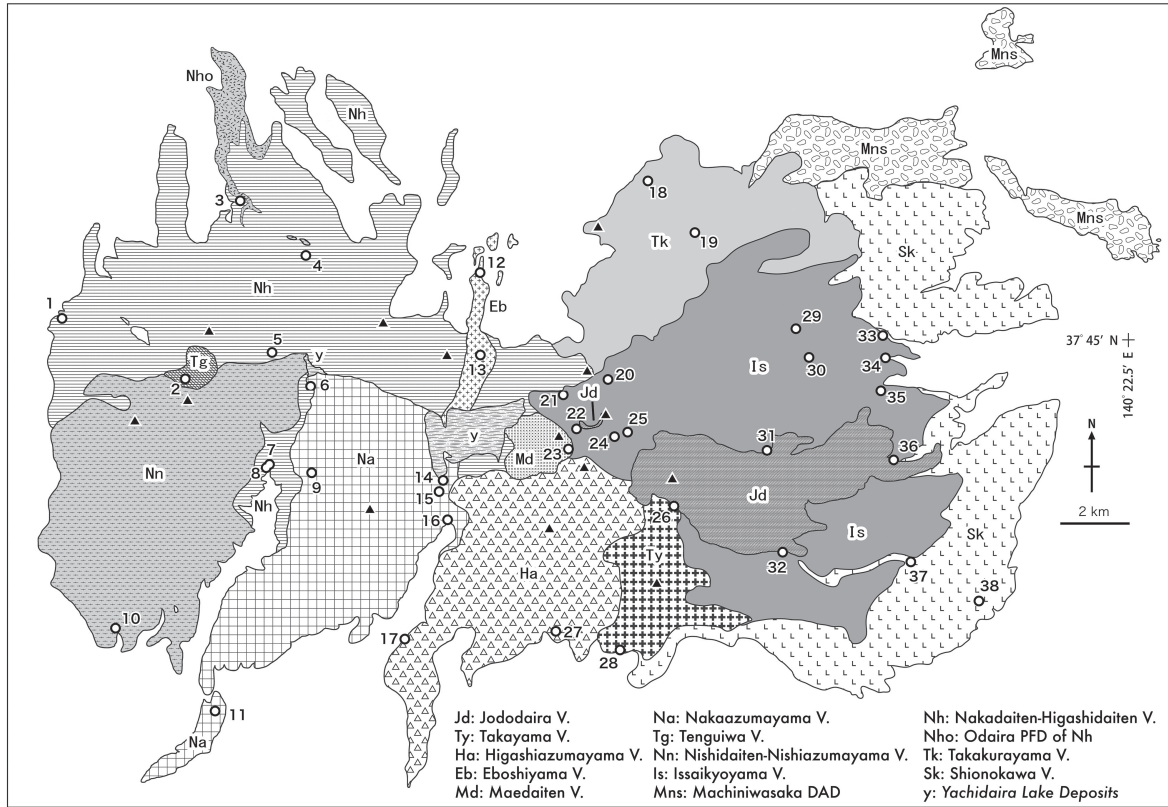 Mns
Nho
Nh
Mns
Mns
18
3
19
Tk
Sk
4
12
Nh
Eb
1
29
33
37° 45' N
140° 22.5' E
5
y
13
Is
30
34
Tg
2
6
20
21
Jd
35
22
25
24
N
y
Md
23
31
36
7
8
Na
9
14
15
Nn
Nh
Jd
16
26
2 km
Is
Sk
Ha
Ty
32
37
10
27
38
17
28
11
Na
Jd: Jododaira V.
Ty: Takayama V.
Ha: Higashiazumayama V.
Eb: Eboshiyama V.
Md: Maedaiten V.
Na: Nakaazumayama V.
Tg: Tenguiwa V.
Nn: Nishidaiten-Nishiazumayama V.
Is: Issaikyoyama V.
Mns: Machiniwasaka DAD
Nh: Nakadaiten-Higashidaiten V.
Nho: Odaira PFD of Nh
Tk: Takakurayama V.
Sk: Shionokawa V.
y: Yachidaira Lake Deposits